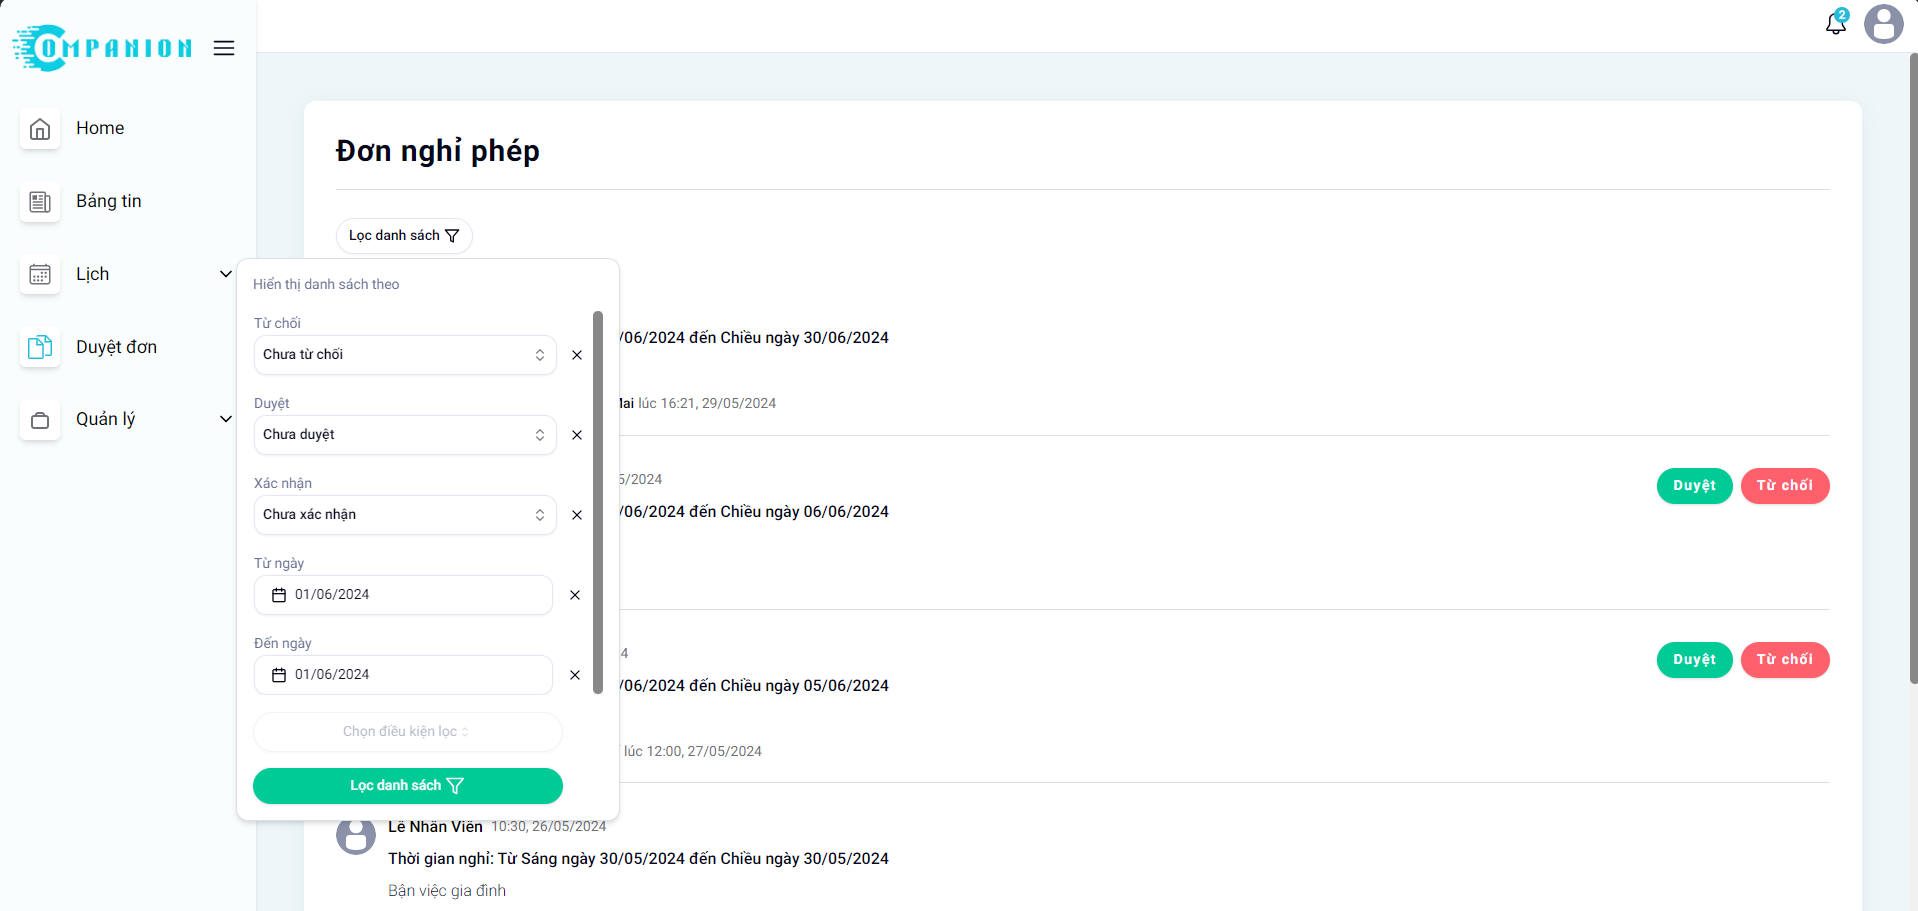 COMPANION
2
Home
Bảng tin
Lịch
Duyệt đơn
Quản lý
Đơn nghỉ phép
Lọc danh sách
Hiển thị danh sách theo
Từ chối
Chưa từ chối
Duyệt
Chưa duyệt
Xác nhận
Chưa xác nhận
Từ ngày
01/06/2024
Đến ngày
01/06/2024
Chọn điều kiện lọc
Lọc danh sách
/06/2024 đến Chiều ngày 30/06/2024
lúc 16:21, 29/05/2024
5/2024
Duyệt
Từ chối
/06/2024 đến Chiều ngày 06/06/2024
4
Duyệt
Từ chối
/06/2024 đến Chiều ngày 05/06/2024
lúc 12:00, 27/05/2024
Lê Nhân Viên 10:30, 26/05/2024
Thời gian nghỉ: Từ Sáng ngày 30/05/2024 đến Chiều ngày 30/05/2024
Bận việc gia đình